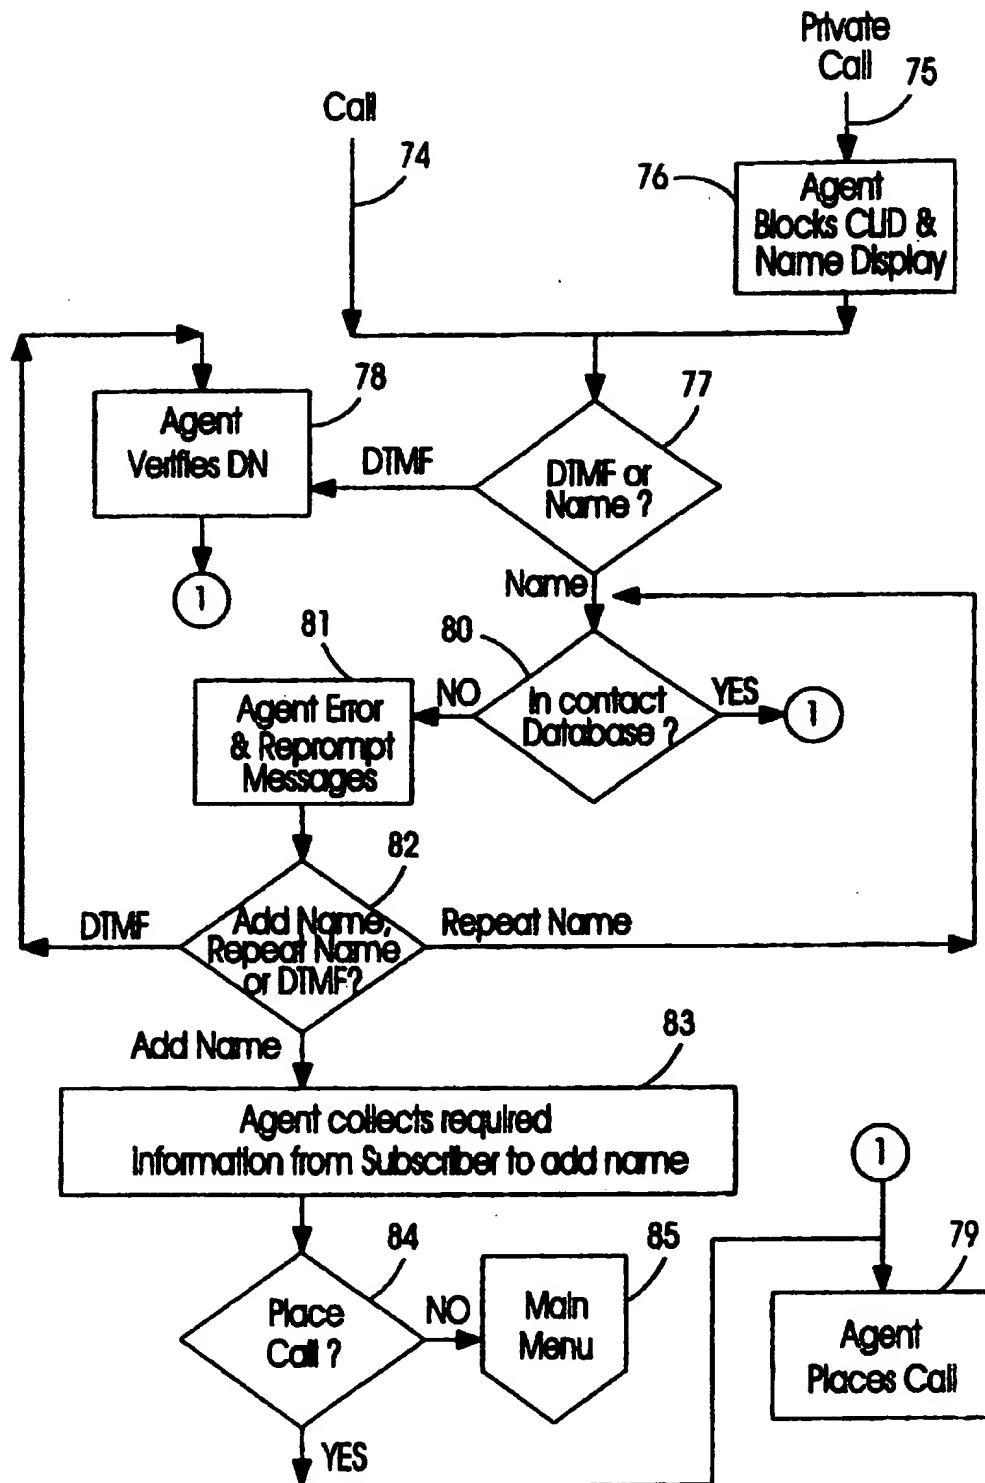 Private
Call
75
Call
74
76
Agent
Blocks CLID &
Name Display
78
77
Agent
Verifies DN
DTMF
DTMF or
Name ?
1
Name
81
80
Agent Error
& Reprompt
Messages
NO
In contact
Database ?
YES
1
82
DTMF
Add Name,
Repeat Name
or DTMF?
Repeat Name
Add Name
83
Agent collects required
information from Subscriber to add name
1
84
85
79
Place
Call ?
NO
Main
Menu
Agent
Places Call
YES